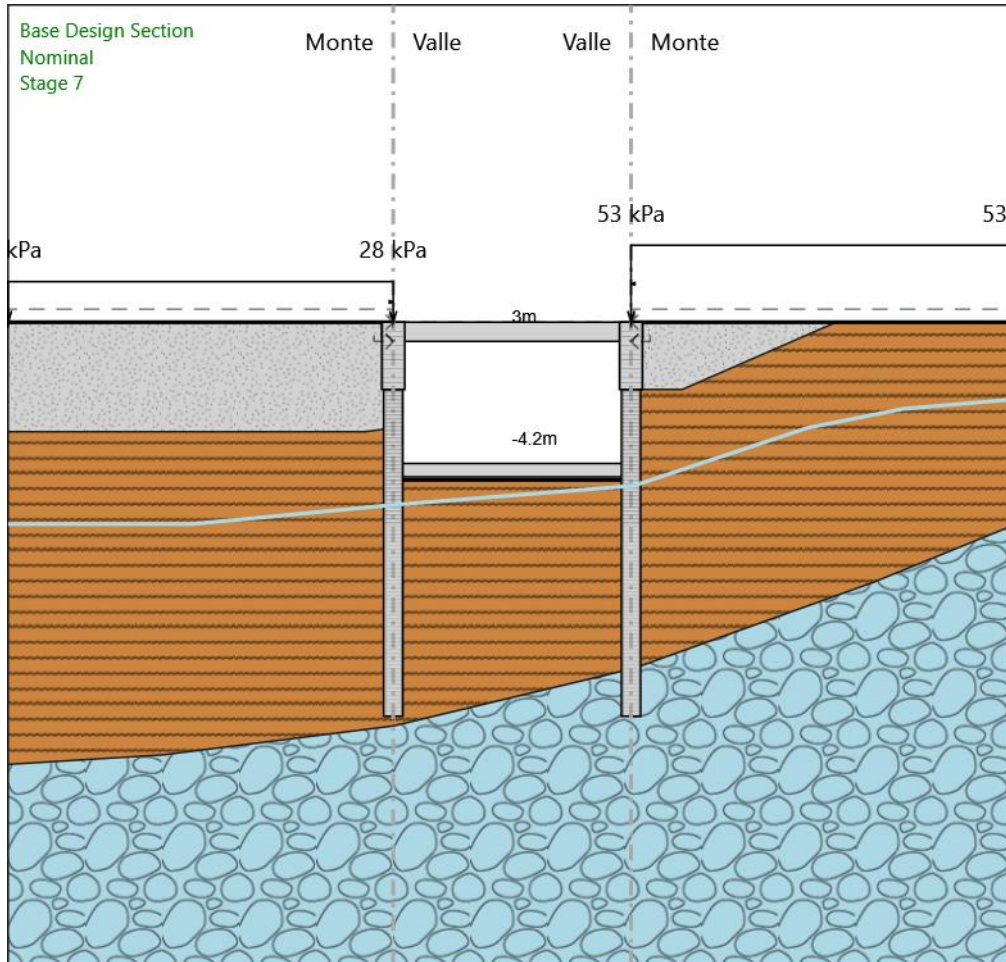 Base Design Section
Nominal
Stage 7
Monte Valle Valle Monte
53 kPa 53
kPa 28 kPa
3m
-4.2m